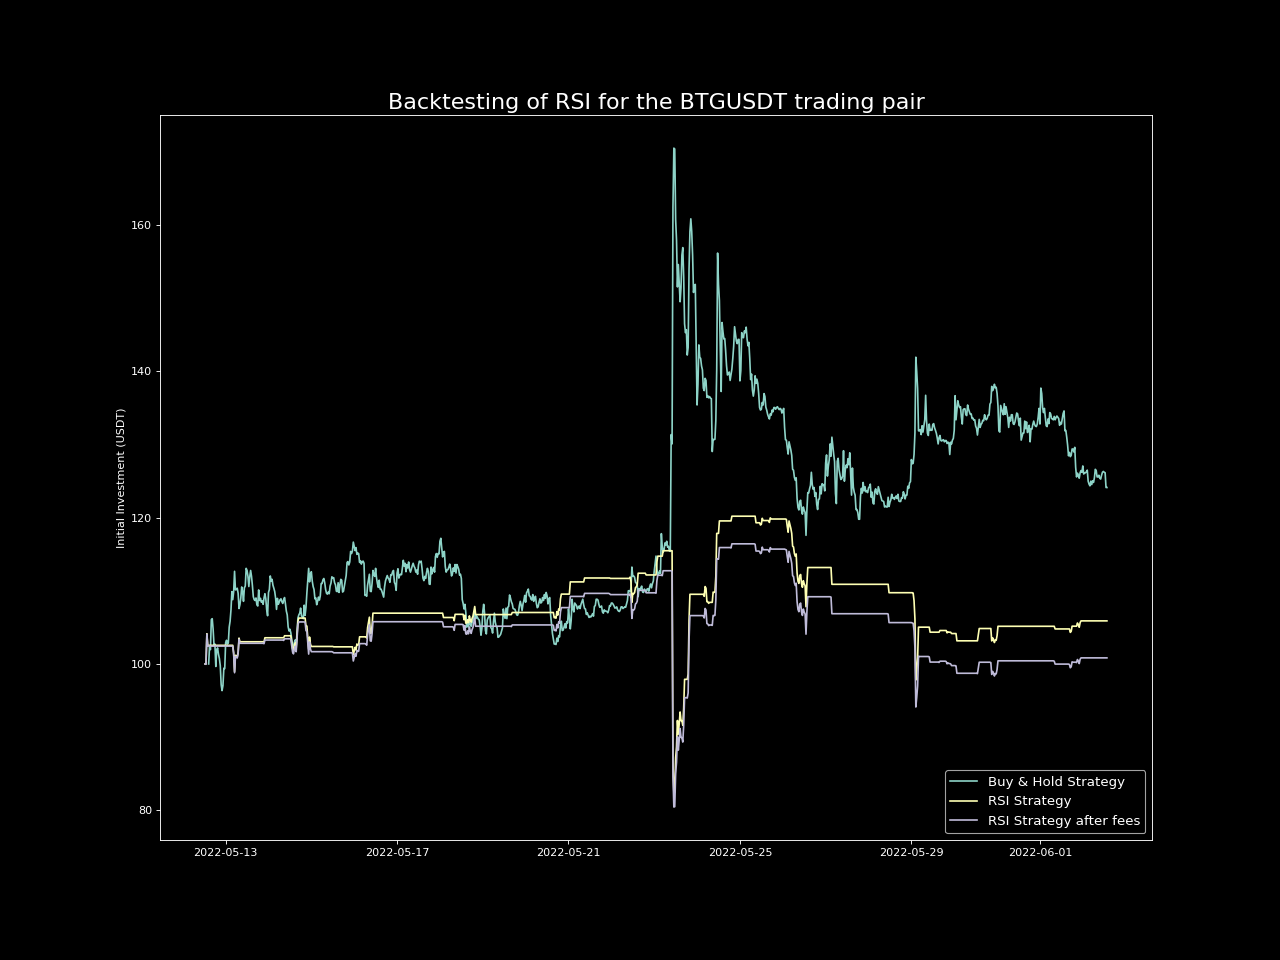 Backtesting of RSI for the BTGUSDT trading pair
Initial Investment (USDT)
160
140
120
100
80
2022-05-13
2022-05-17
2022-05-21
2022-05-25
2022-05-29
2022-06-01
Buy & Hold Strategy
RSI Strategy
RSI Strategy after fees